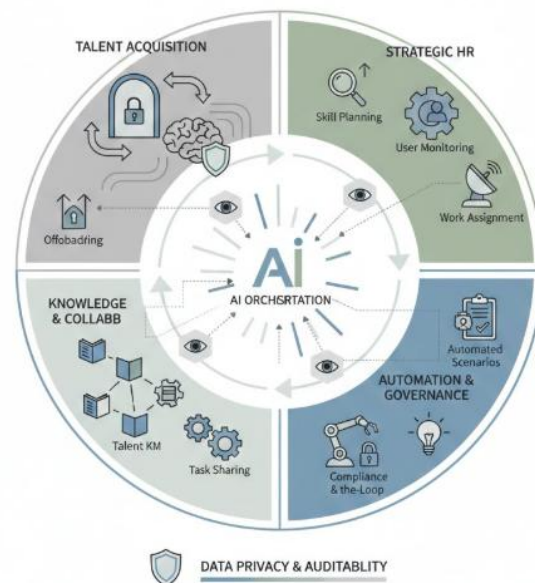 TALENT ACQUISITION
Offobadring
STRATEGIC HR
Skill Planning
User Monitoring
Work Assignment
Ai
AI ORCHSRTATION
KNOWLEDGE
& COLLABB
Talent KM
Task Sharing
Automated
Scenarios
AUTOMATION &
GOVERNANCE
Compliance
& the-Loop
DATA PRIVACY & AUDITABLITY